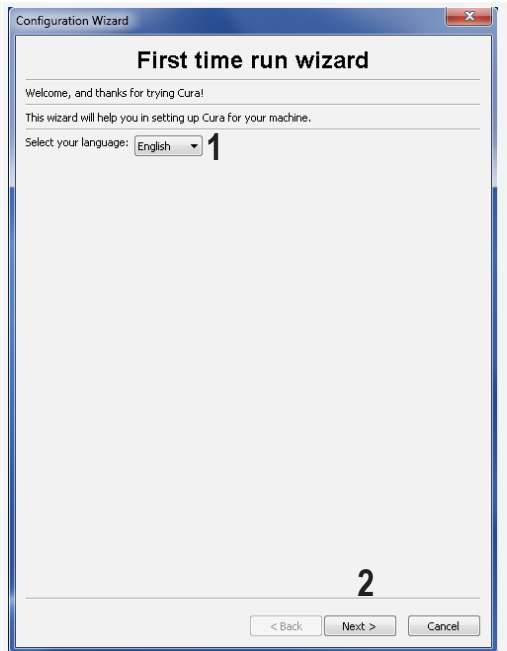 Configuration Wizard
First time run wizard
Welcome, and thanks for trying Cura!
This wizard will help you in setting up Cura for your machine.
Select your language: English 1
2
< Back Next > Cancel